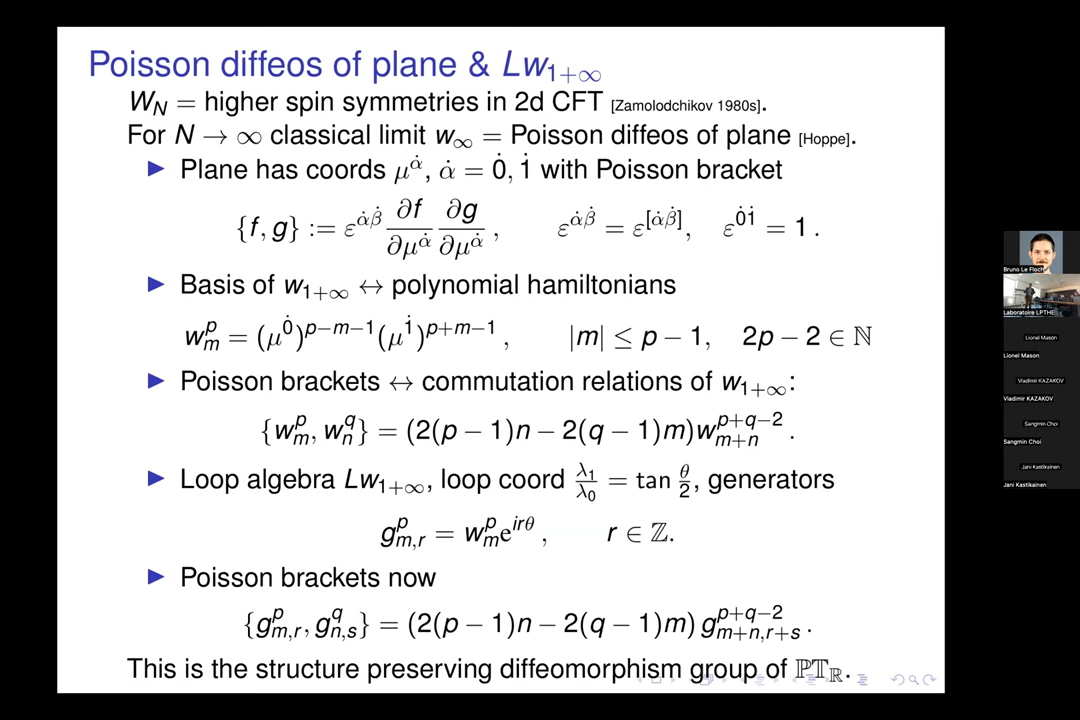 Poisson diffeos of plane & Lw₁₊∞
W_N = higher spin symmetries in 2d CFT [Zamolodchikov 1980s].
For N → ∞ classical limit w∞ = Poisson diffeos of plane [Hoppe].
▶ Plane has coords μ^α̇, α̇ = 0̇, 1̇ with Poisson bracket
{f, g} := ε^{α̇β̇} ∂f/∂μ^α̇ ∂g/∂μ^α̇ , ε^{α̇β̇} = ε^{[α̇β̇]}, ε^{0̇1̇} = 1 .
▶ Basis of w₁₊∞ ↔ polynomial hamiltonians
w^p_m = (μ^0̇)^{p−m−1}(μ^1̇)^{p+m−1} , |m| ≤ p − 1, 2p − 2 ∈ ℕ
▶ Poisson brackets ↔ commutation relations of w₁₊∞:
{w^p_m, w^q_n} = (2(p − 1)n − 2(q − 1)m)w^{p+q−2}_{m+n} .
▶ Loop algebra Lw₁₊∞, loop coord λ₁/λ₀ = tan θ/2, generators
g^p_{m,r} = w^p_m e^{irθ} , r ∈ ℤ.
▶ Poisson brackets now
{g^p_{m,r}, g^q_{n,s}} = (2(p − 1)n − 2(q − 1)m) g^{p+q−2}_{m+n,r+s} .
This is the structure preserving diffeomorphism group of ℙ𝕋_ℝ.
Bruno Le Floch
Laboratoire LPTHE
Lionel Mason
Lionel Mason
Vladimir KAZAKOV
Vladimir KAZAKOV
Sangmin Choi
Sangmin Choi
Jani Kastikainen
Jani Kastikainen